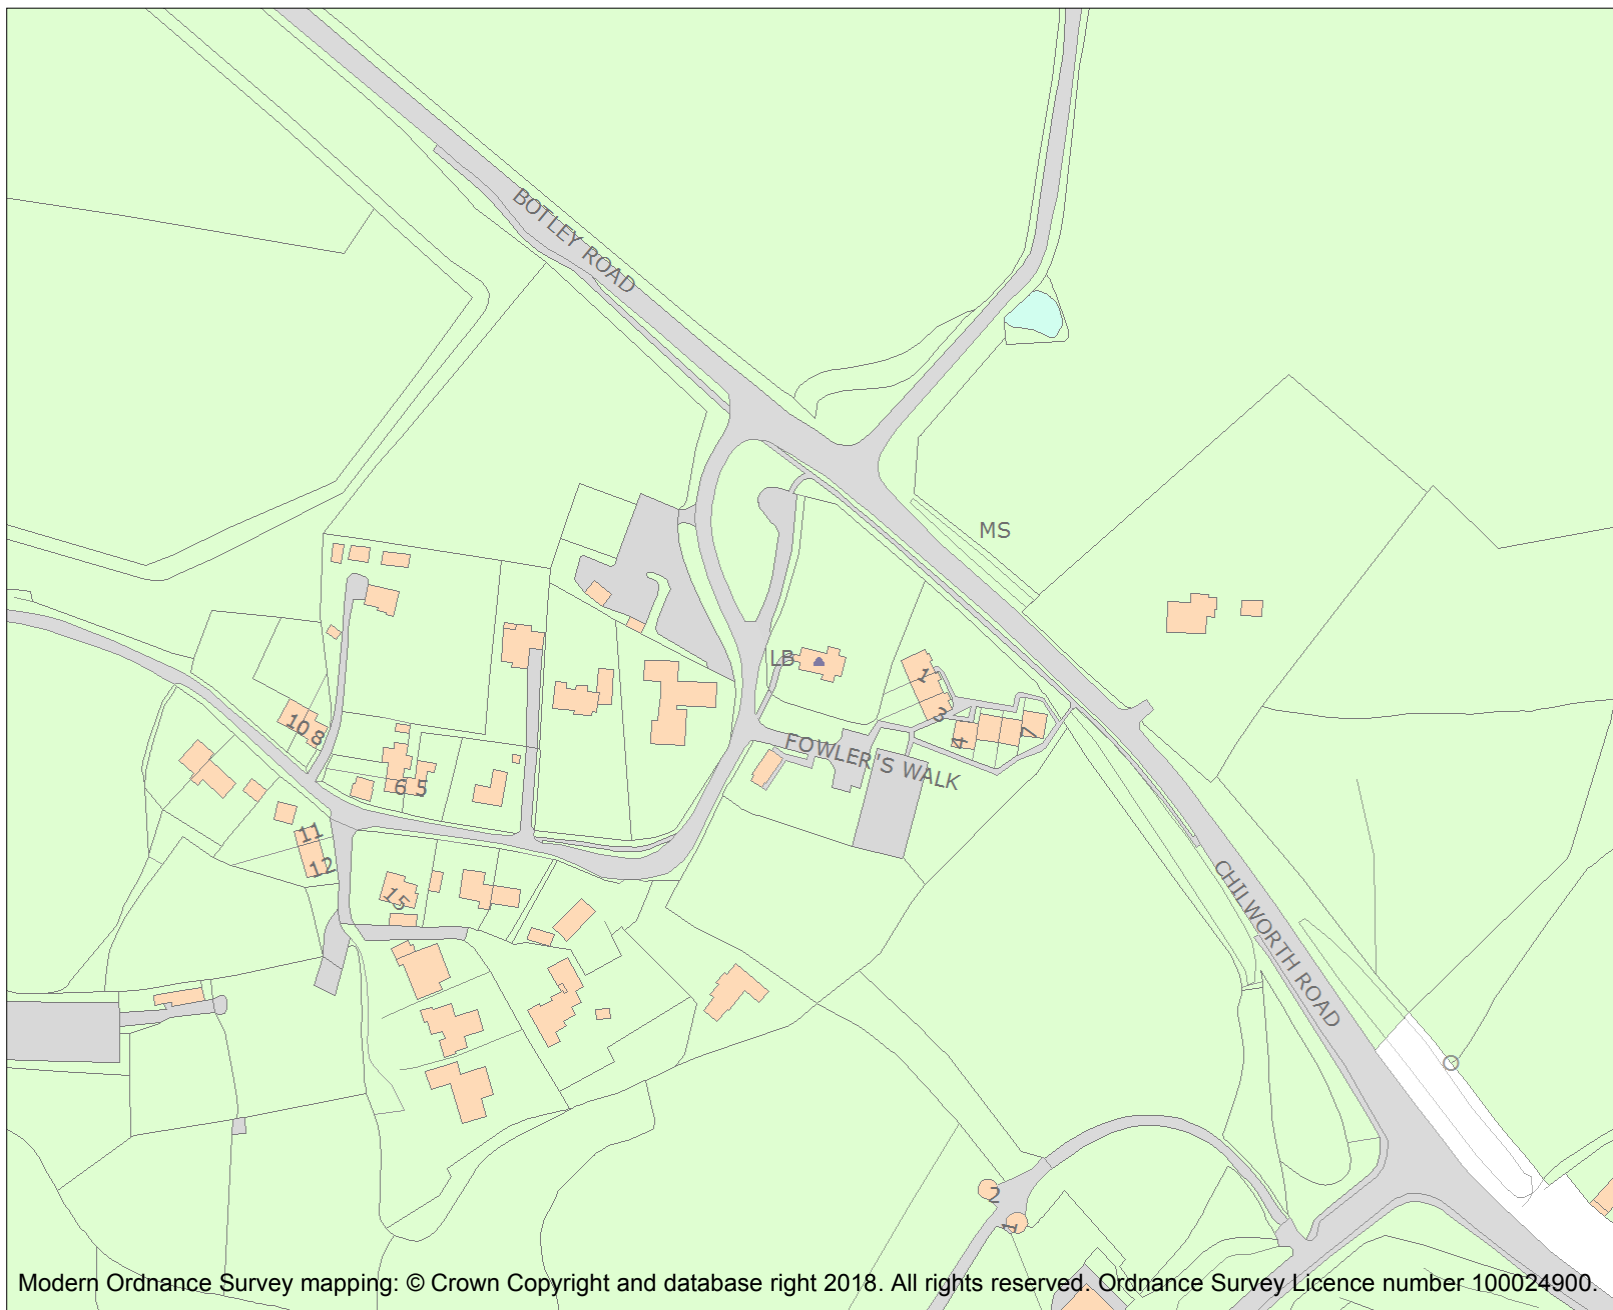 BOTLEY ROAD
MS
LB
1
3
4
7
FOWLER'S WALK
10 8
6 5
11
12
15
CHILWORTH ROAD
2
1
Modern Ordnance Survey mapping: © Crown Copyright and database right 2018. All rights reserved. Ordnance Survey Licence number 100024900.